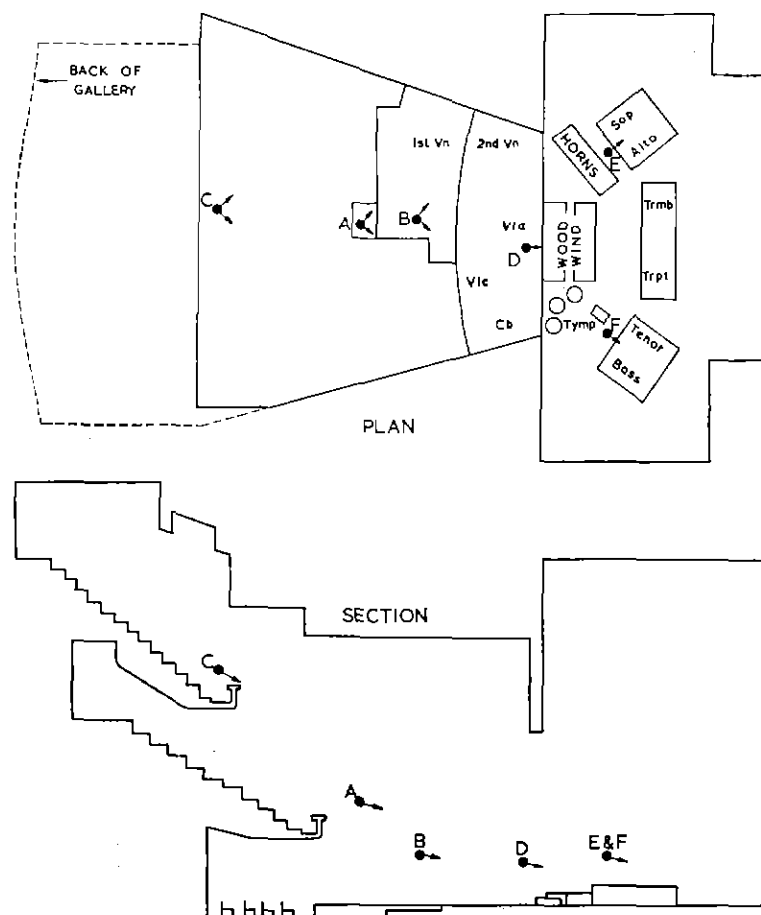 BACK OF
GALLERY
1st Vn
2nd Vn
HORNS
Sop
Alto
E
C
A
B
Vla
D
WOOD
WIND
Trmb
Trpt
Vlc
Cb
Tymp
F
Tenor
Bass
PLAN
SECTION
C
A
B
D
E&F